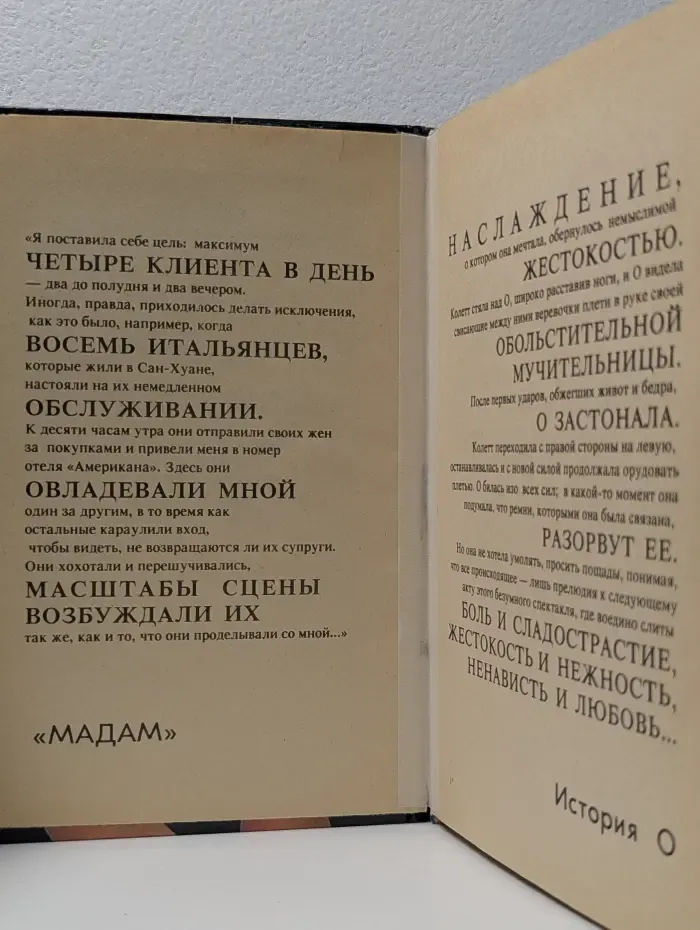 «Я поставила себе цель: максимум
ЧЕТЫРЕ КЛИЕНТА В ДЕНЬ
— два до полудня и два вечером.
Иногда, правда, приходилось делать исключения,
как это было, например, когда
ВОСЕМЬ ИТАЛЬЯНЦЕВ,
которые жили в Сан-Хуане,
настояли на их немедленном
ОБСЛУЖИВАНИИ.
К десяти часам утра они отправили своих жен
за покупками и привели меня в номер
отеля «Американа». Здесь они
ОВЛАДЕВАЛИ МНОЙ
один за другим, в то время как
остальные караулили вход,
чтобы видеть, не возвращаются ли их супруги.
Они хохотали и перешучивались,
МАСШТАБЫ СЦЕНЫ
ВОЗБУЖДАЛИ ИХ
так же, как и то, что они проделывали со мной...»
«МАДАМ»
НАСЛАЖДЕНИЕ,
о котором она мечтала, обернулось немыслимой
ЖЕСТОКОСТЬЮ.
Колетт стала над О, широко расставив ноги, и О видела
свисающие между ними веревочки плети в руке своей
ОБОЛЬСТИТЕЛЬНОЙ
МУЧИТЕЛЬНИЦЫ.
После первых ударов, обжегших живот и бедра,
О ЗАСТОНАЛА.
Колетт переходила с правой стороны на левую,
останавливалась и с новой силой продолжала орудовать
плетью. О билась изо всех сил; в какой-то момент она
подумала, что ремни, которыми она была связана,
РАЗОРВУТ ЕЕ.
Но она не хотела умолять, просить пощады, понимая,
что все происходящее — лишь прелюдия к следующему
акту этого безумного спектакля, где воедино слиты
БОЛЬ И СЛАДОСТРАСТИЕ,
ЖЕСТОКОСТЬ И НЕЖНОСТЬ,
НЕНАВИСТЬ И ЛЮБОВЬ...
История О